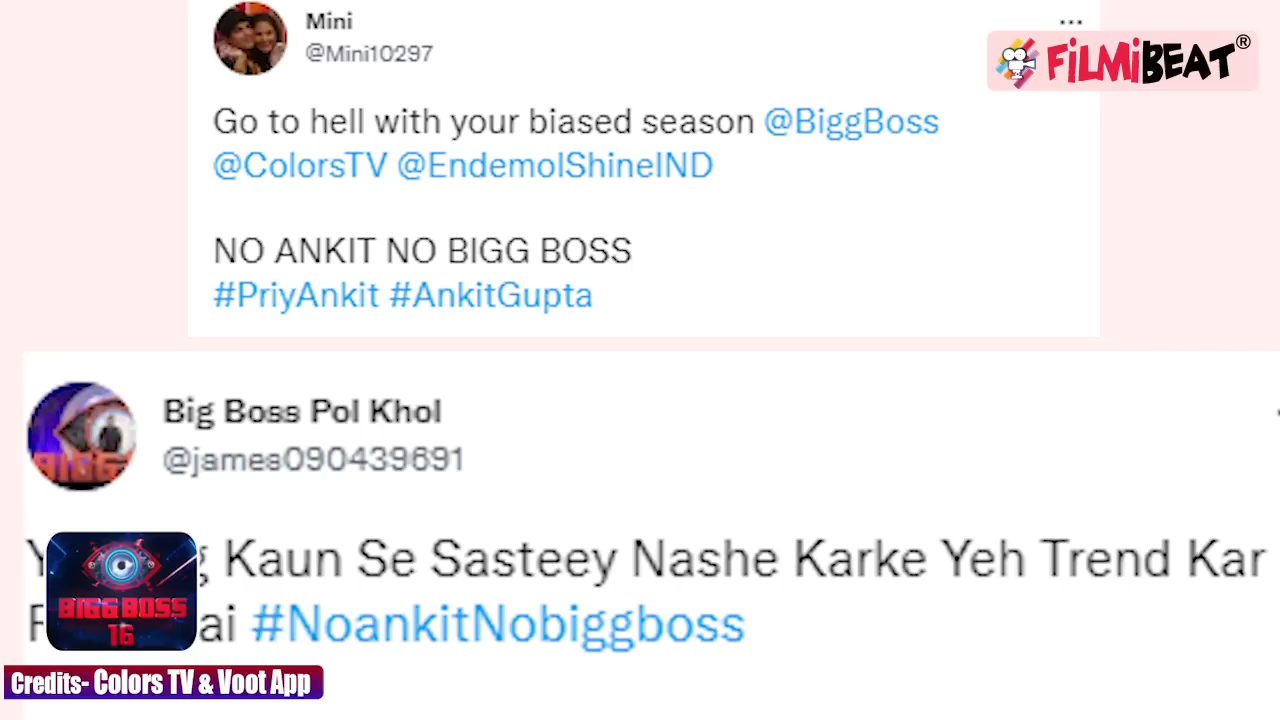 Mini
@Mini10297
...
FiLMiBEAT®
Go to hell with your biased season @BiggBoss
@ColorsTV @EndemolShineIND
NO ANKIT NO BIGG BOSS
#PriyAnkit #AnkitGupta
Big Boss Pol Khol
@james090439691
BIGG
Kaun Se Sasteey Nashe Karke Yeh Trend Kar
#NoankitNobiggboss
BIGG BOSS
16
Credits- Colors TV & Voot App